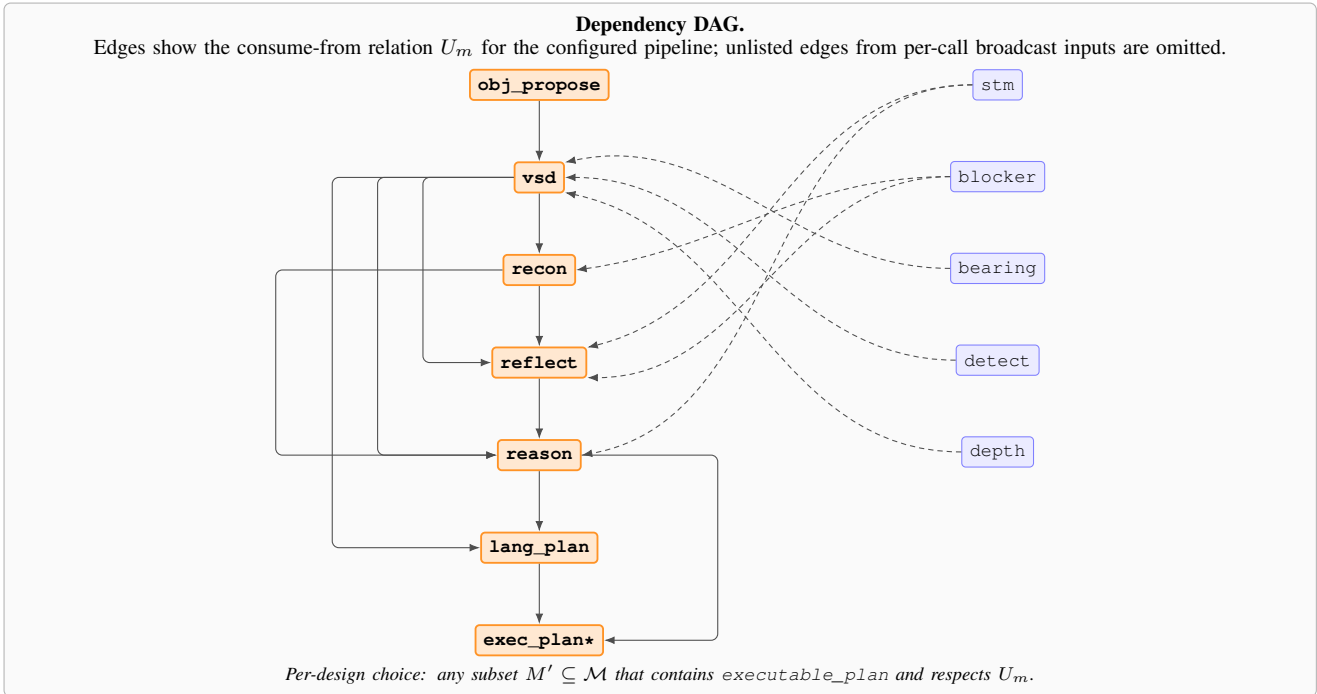 Dependency DAG.
Edges show the consume-from relation Uₘ for the configured pipeline; unlisted edges from per-call broadcast inputs are omitted.
obj_propose
stm
vsd
blocker
recon
bearing
reflect
detect
reason
depth
lang_plan
exec_plan⋆
Per-design choice: any subset M′ ⊆ ℳ that contains executable_plan and respects Uₘ.